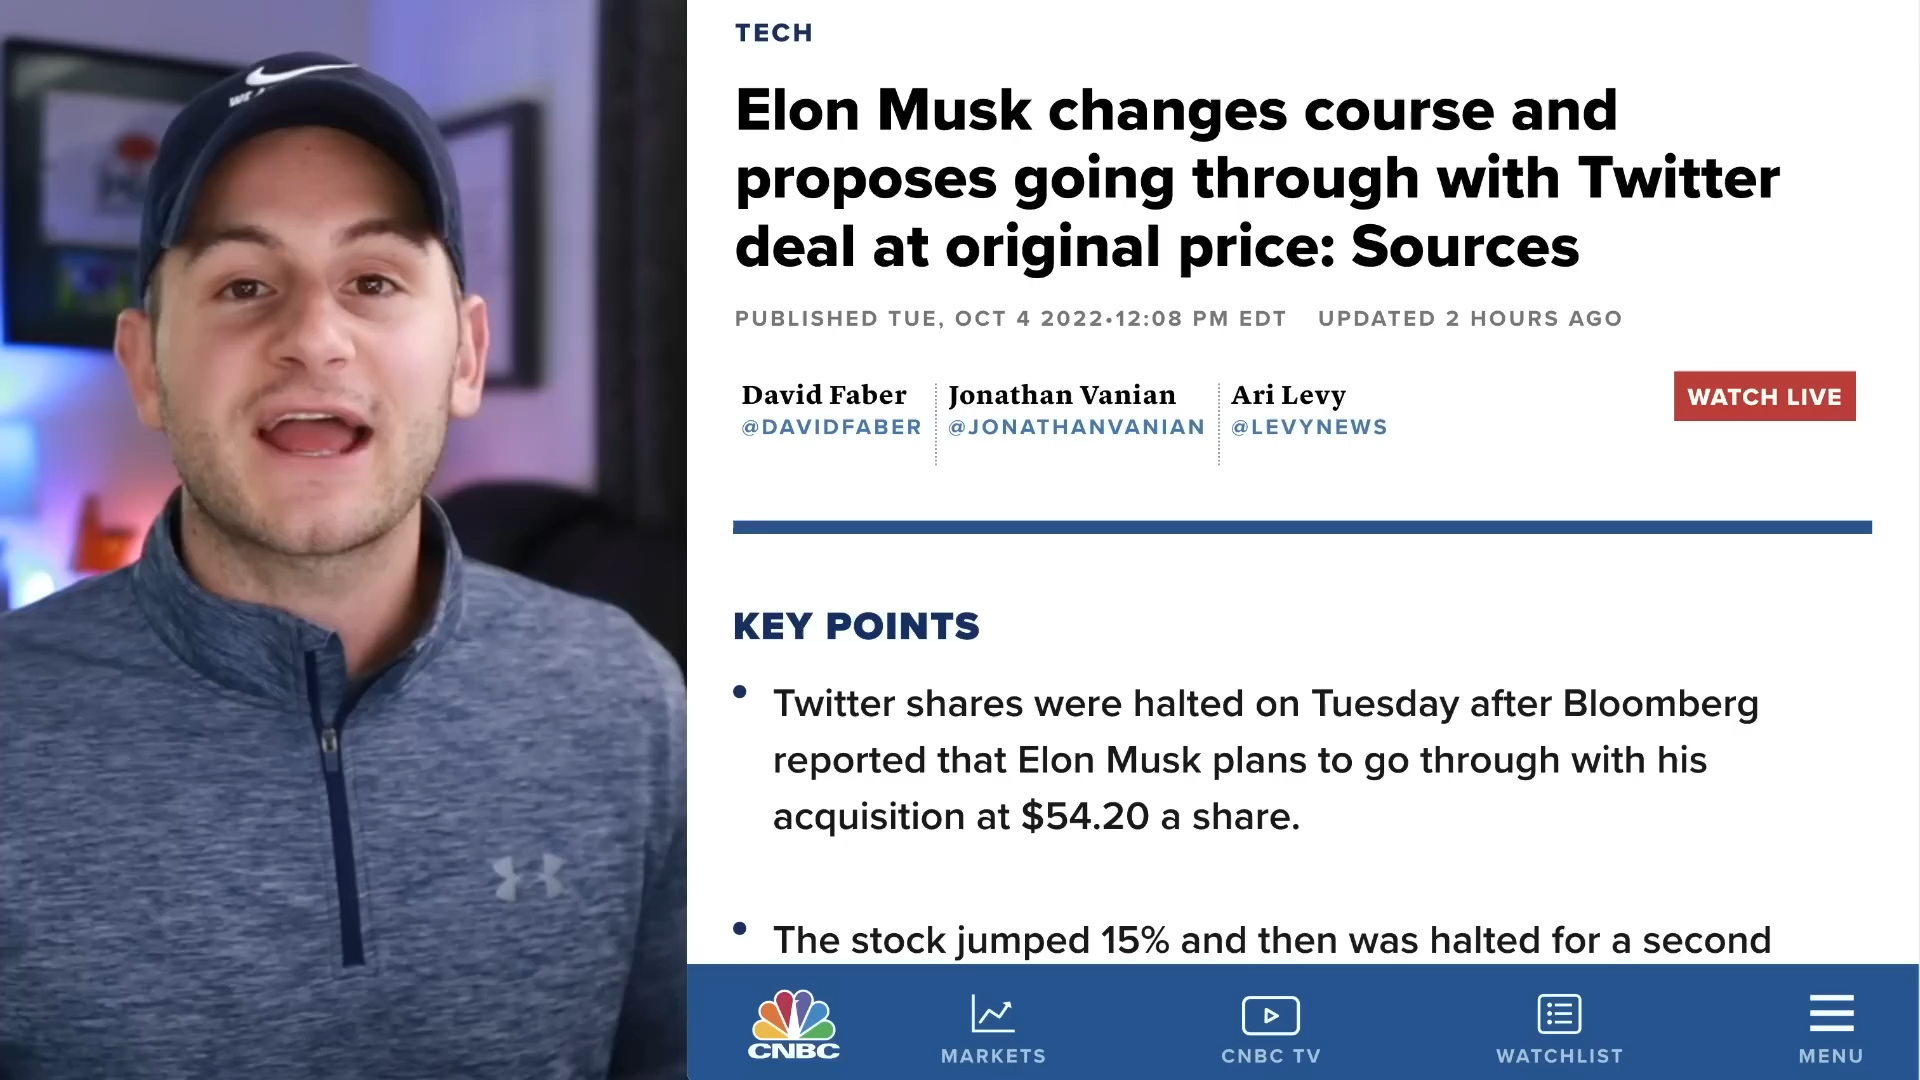 TECH
Elon Musk changes course and
proposes going through with Twitter
deal at original price: Sources
PUBLISHED TUE, OCT 4 2022•12:08 PM EDT UPDATED 2 HOURS AGO
David Faber
@DAVIDFABER
Jonathan Vanian
@JONATHANVANIAN
Ari Levy
@LEVYNEWS
WATCH LIVE
KEY POINTS
• Twitter shares were halted on Tuesday after Bloomberg
reported that Elon Musk plans to go through with his
acquisition at $54.20 a share.
• The stock jumped 15% and then was halted for a second
CNBC
MARKETS
CNBC TV
WATCHLIST
MENU